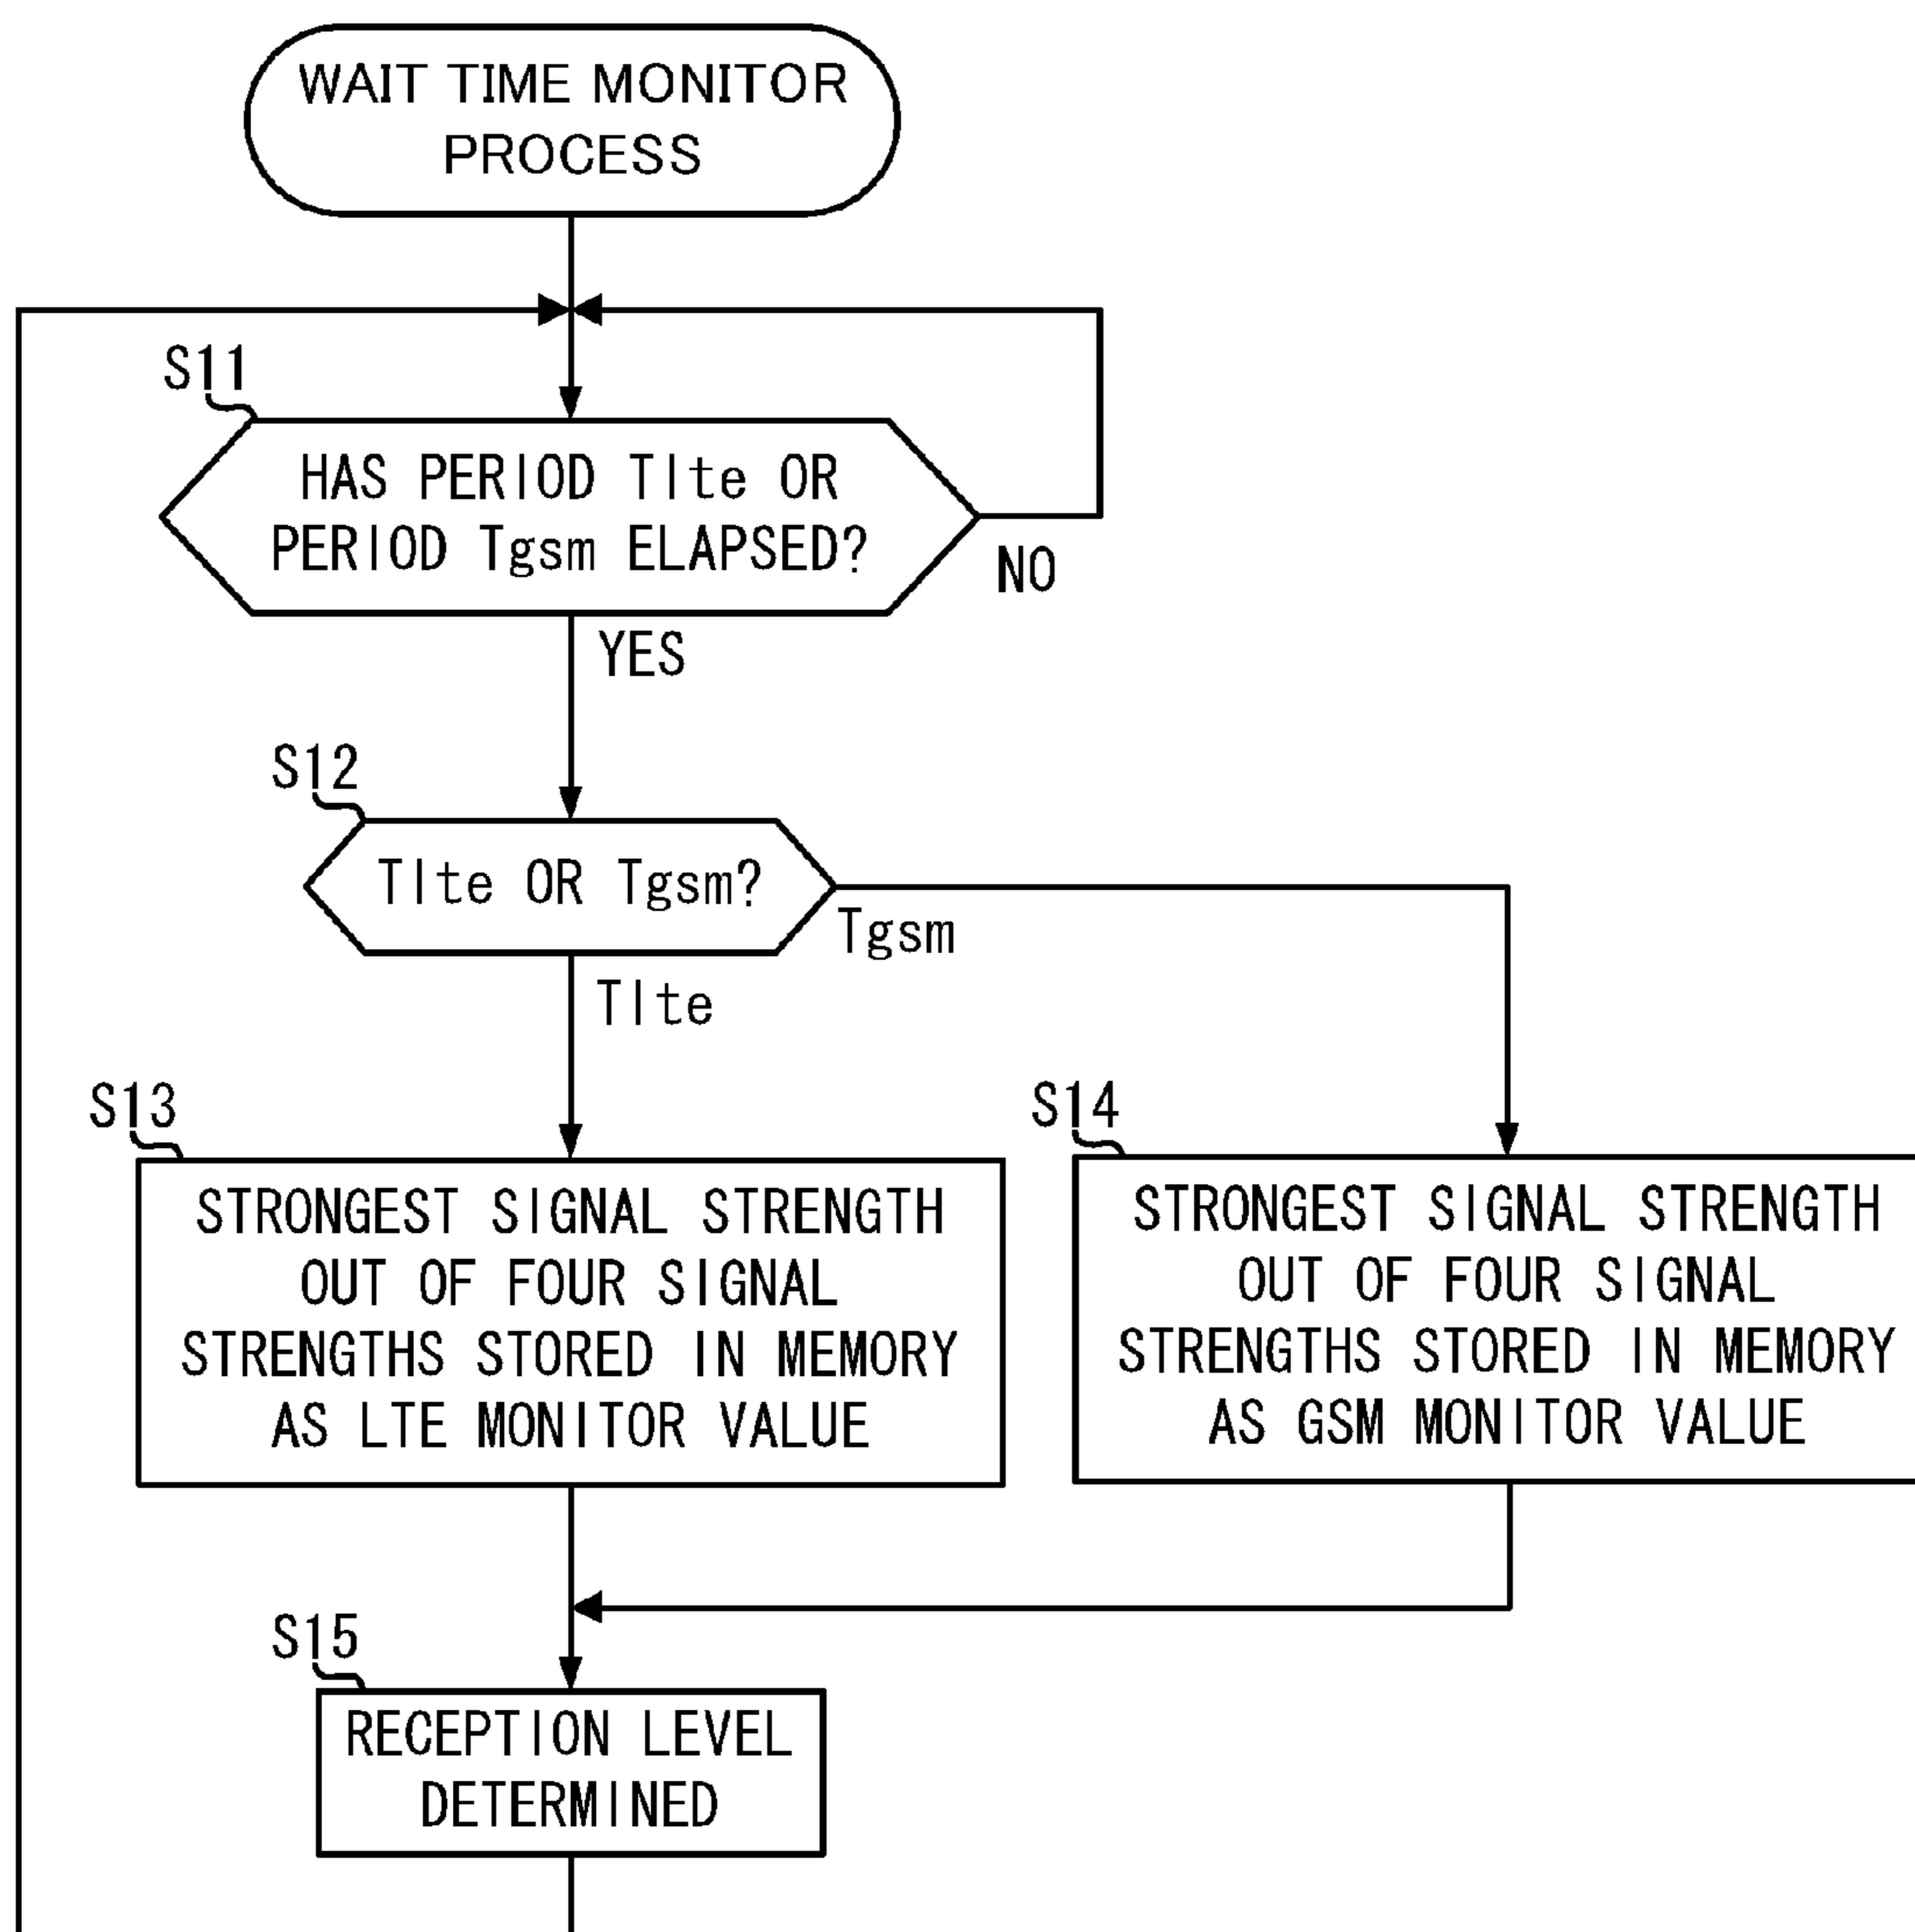 WAIT TIME MONITOR
PROCESS
S11
HAS PERIOD Tlte OR
PERIOD Tgsm ELAPSED?
NO
YES
S12
Tlte OR Tgsm?
Tgsm
Tlte
S13
STRONGEST SIGNAL STRENGTH
OUT OF FOUR SIGNAL
STRENGTHS STORED IN MEMORY
AS LTE MONITOR VALUE
S14
STRONGEST SIGNAL STRENGTH
OUT OF FOUR SIGNAL
STRENGTHS STORED IN MEMORY
AS GSM MONITOR VALUE
S15
RECEPTION LEVEL
DETERMINED